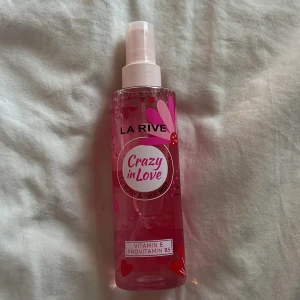 LA RIVE
Crazy
in Love
VITAMIN E
PROVITAMIN B5